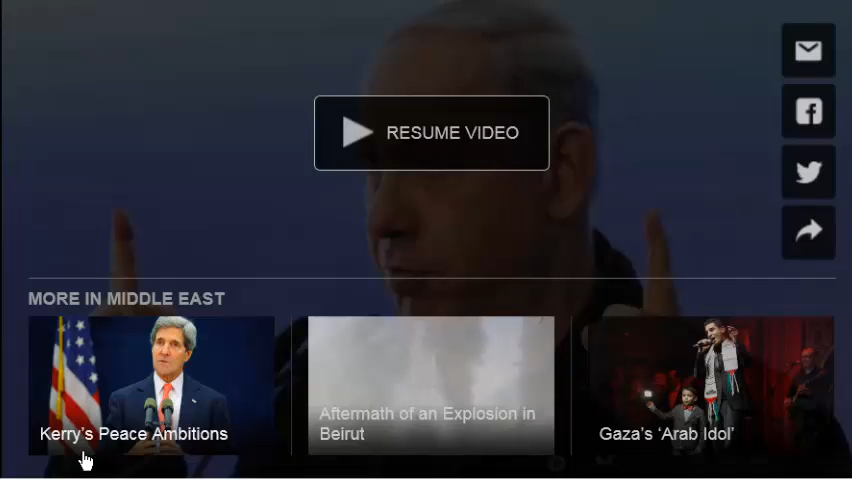 RESUME VIDEO
MORE IN MIDDLE EAST
Kerry's Peace Ambitions
Aftermath of an Explosion in
Beirut
Gaza's ‘Arab Idol’